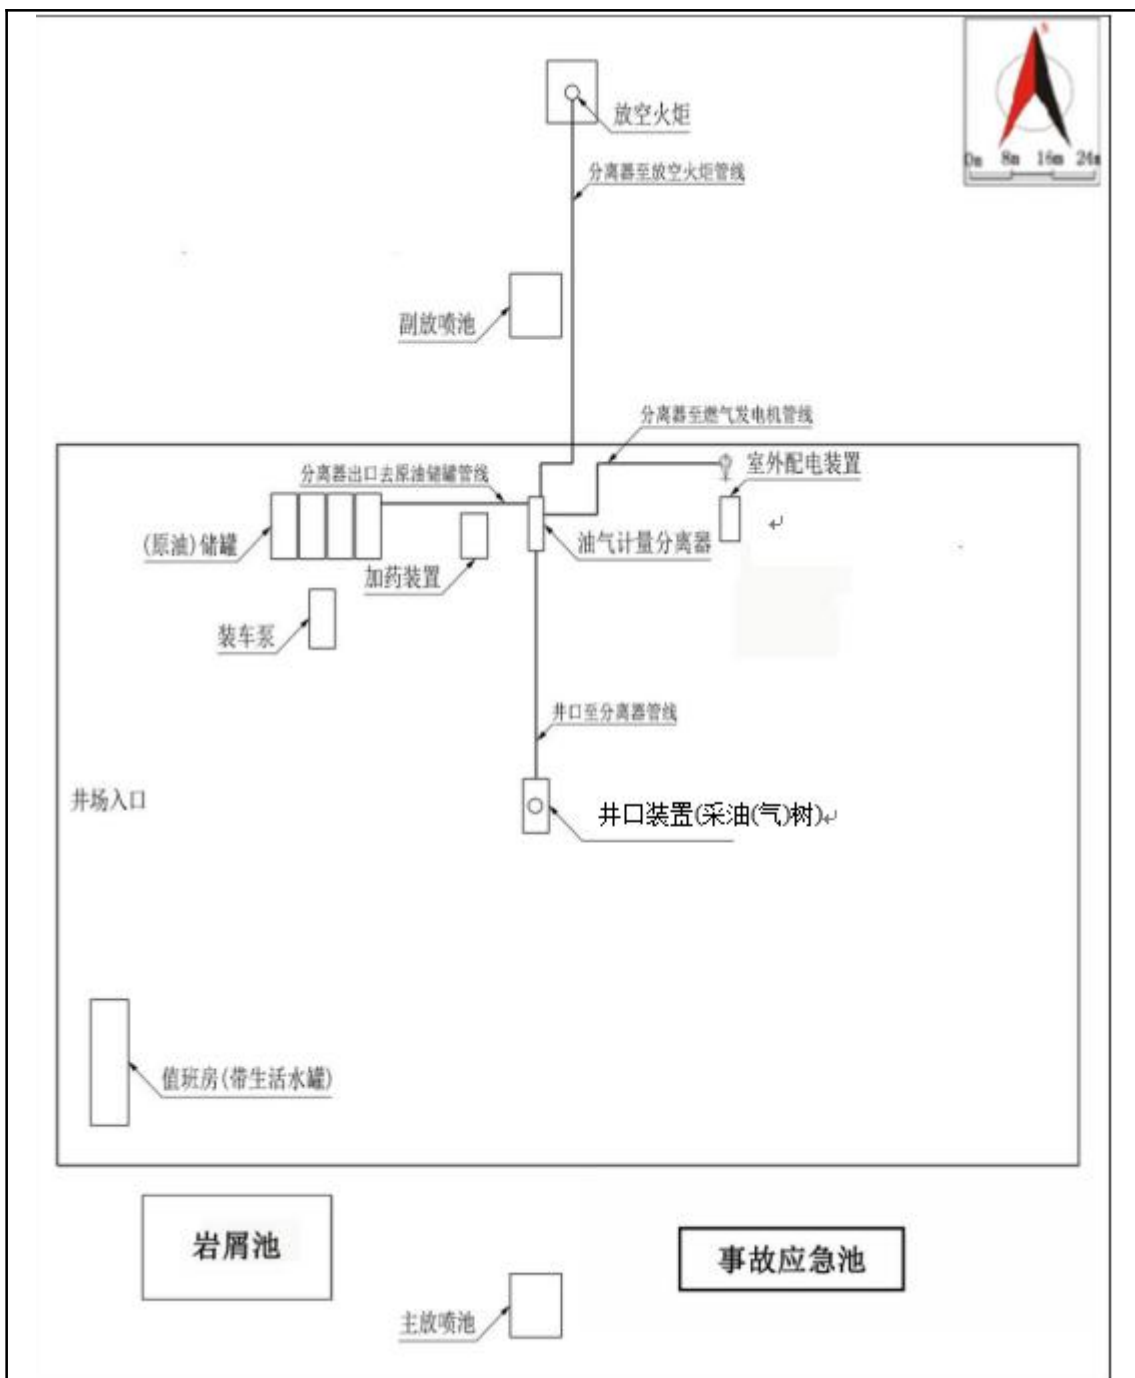 N
放空火炬
0m 8m 16m 24m
分离器至放空火炬管线
副放喷池
分离器至燃气发电机管线
分离器出口去原油储罐管线
室外配电装置
(原油)储罐
油气计量分离器
加药装置
装车泵
井口至分离器管线
井场入口
井口装置(采油(气)树)
值班房(带生活水罐)
岩屑池
事故应急池
主放喷池